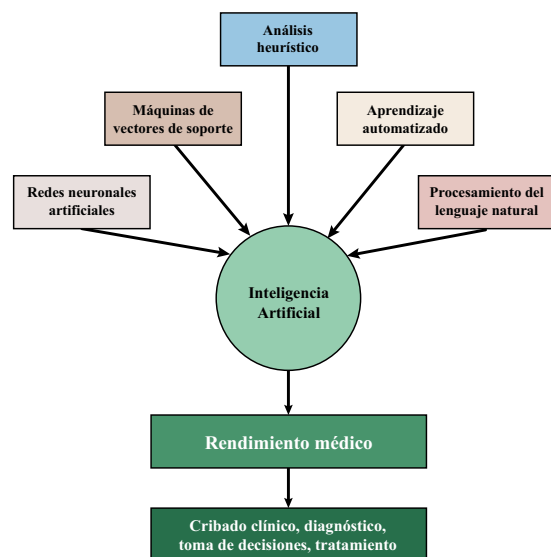 Análisis
heurístico
Máquinas de
vectores de soporte
Aprendizaje
automatizado
Redes neuronales
artificiales
Procesamiento del
lenguaje natural
Inteligencia
Artificial
Rendimiento médico
Cribado clínico, diagnóstico,
toma de decisiones, tratamiento